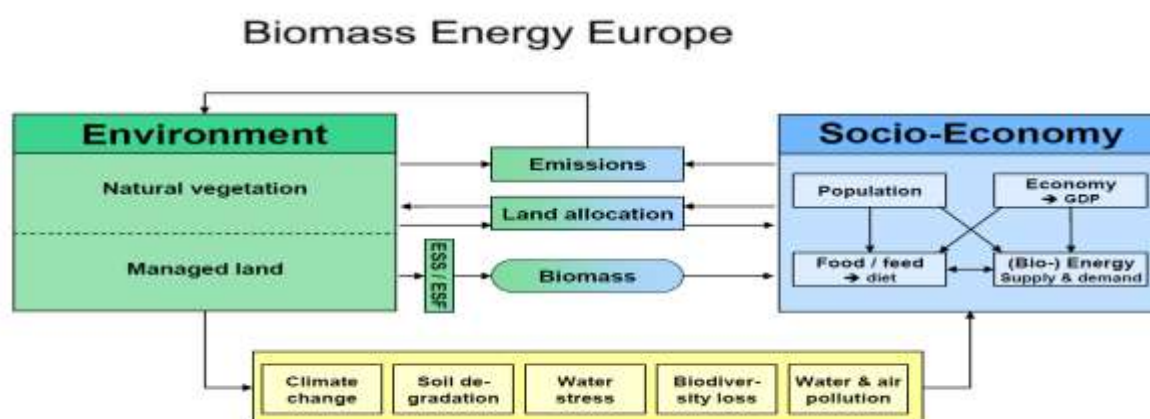 Biomass Energy Europe
Environment
Natural vegetation
Managed land
Emissions
Land allocation
ESS / ESF
Biomass
Socio-Economy
Population
Economy
➔ GDP
Food / feed
➔ diet
(Bio-) Energy
Supply & demand
Climate
change
Soil de-
gradation
Water
stress
Biodiver-
sity loss
Water & air
pollution